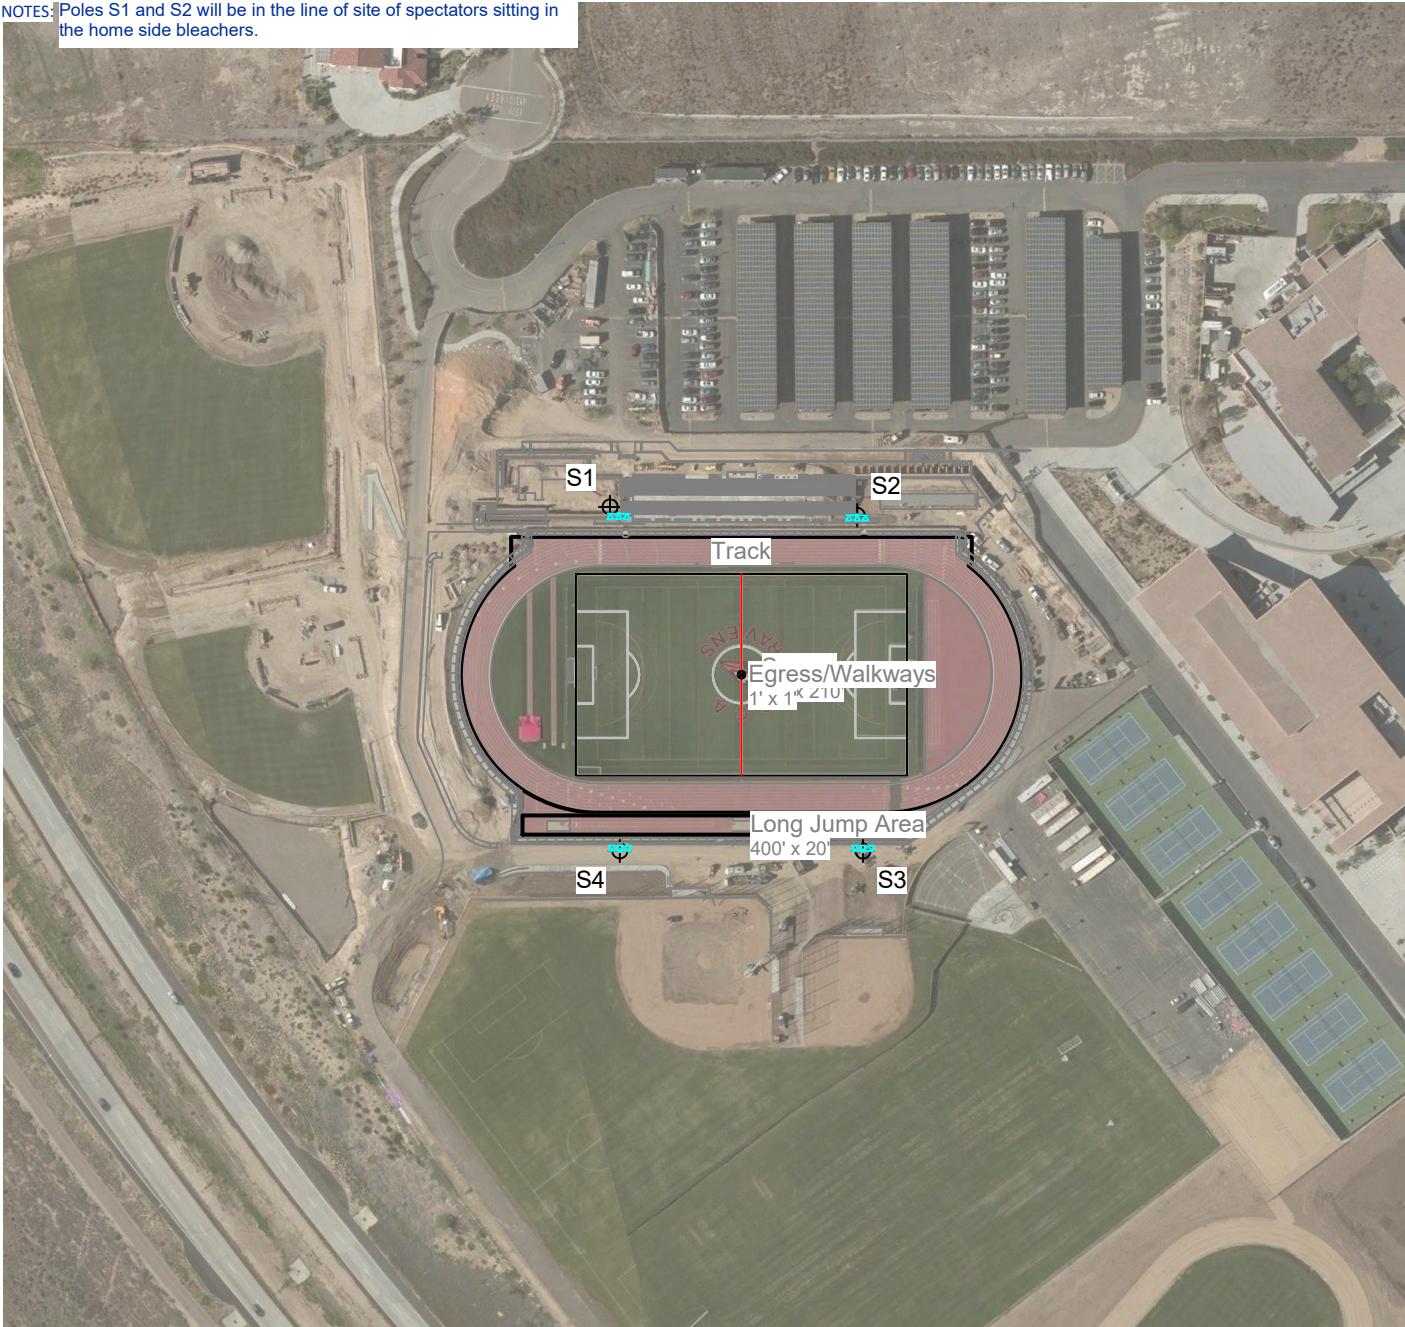 NOTES: Poles S1 and S2 will be in the line of site of spectators sitting in
the home side bleachers.
S1
S2
Track
RAVENS
Egress/Walkways
1' x 1'
x 210'
Long Jump Area
400' x 20'
S4
S3